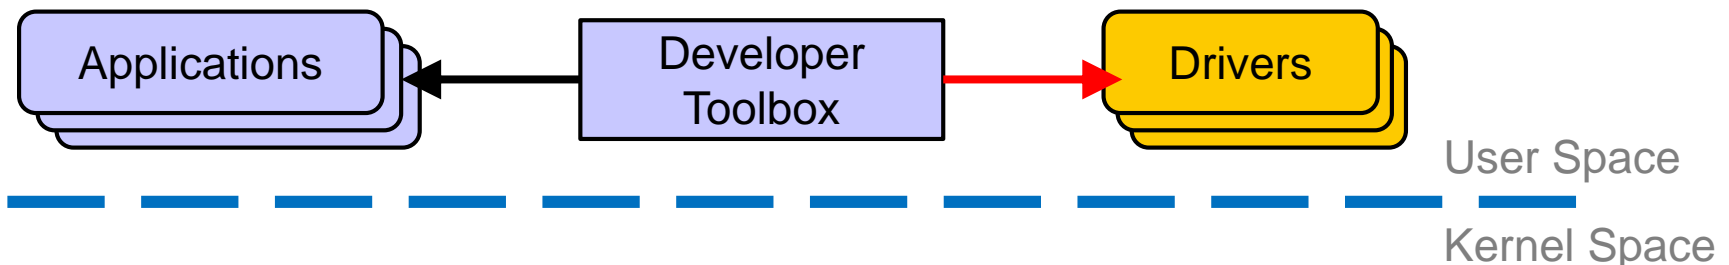 Applications
Developer
Toolbox
Drivers
User Space
Kernel Space